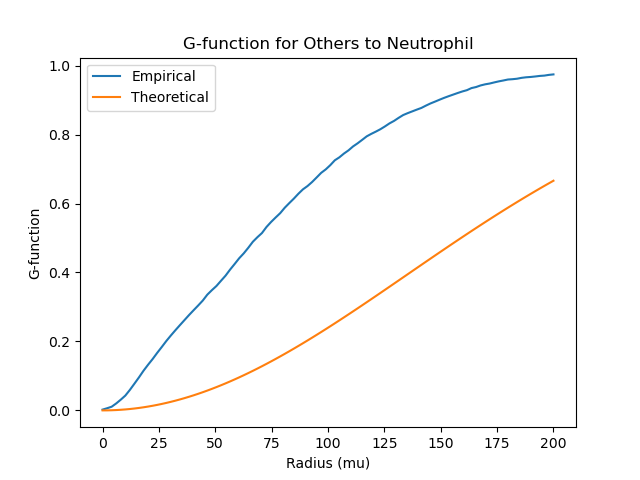 G-function for Others to Neutrophil
Empirical
Theoretical
1.0
0.8
0.6
0.4
0.2
0.0
G-function
0 25 50 75 100 125 150 175 200
Radius (mu)